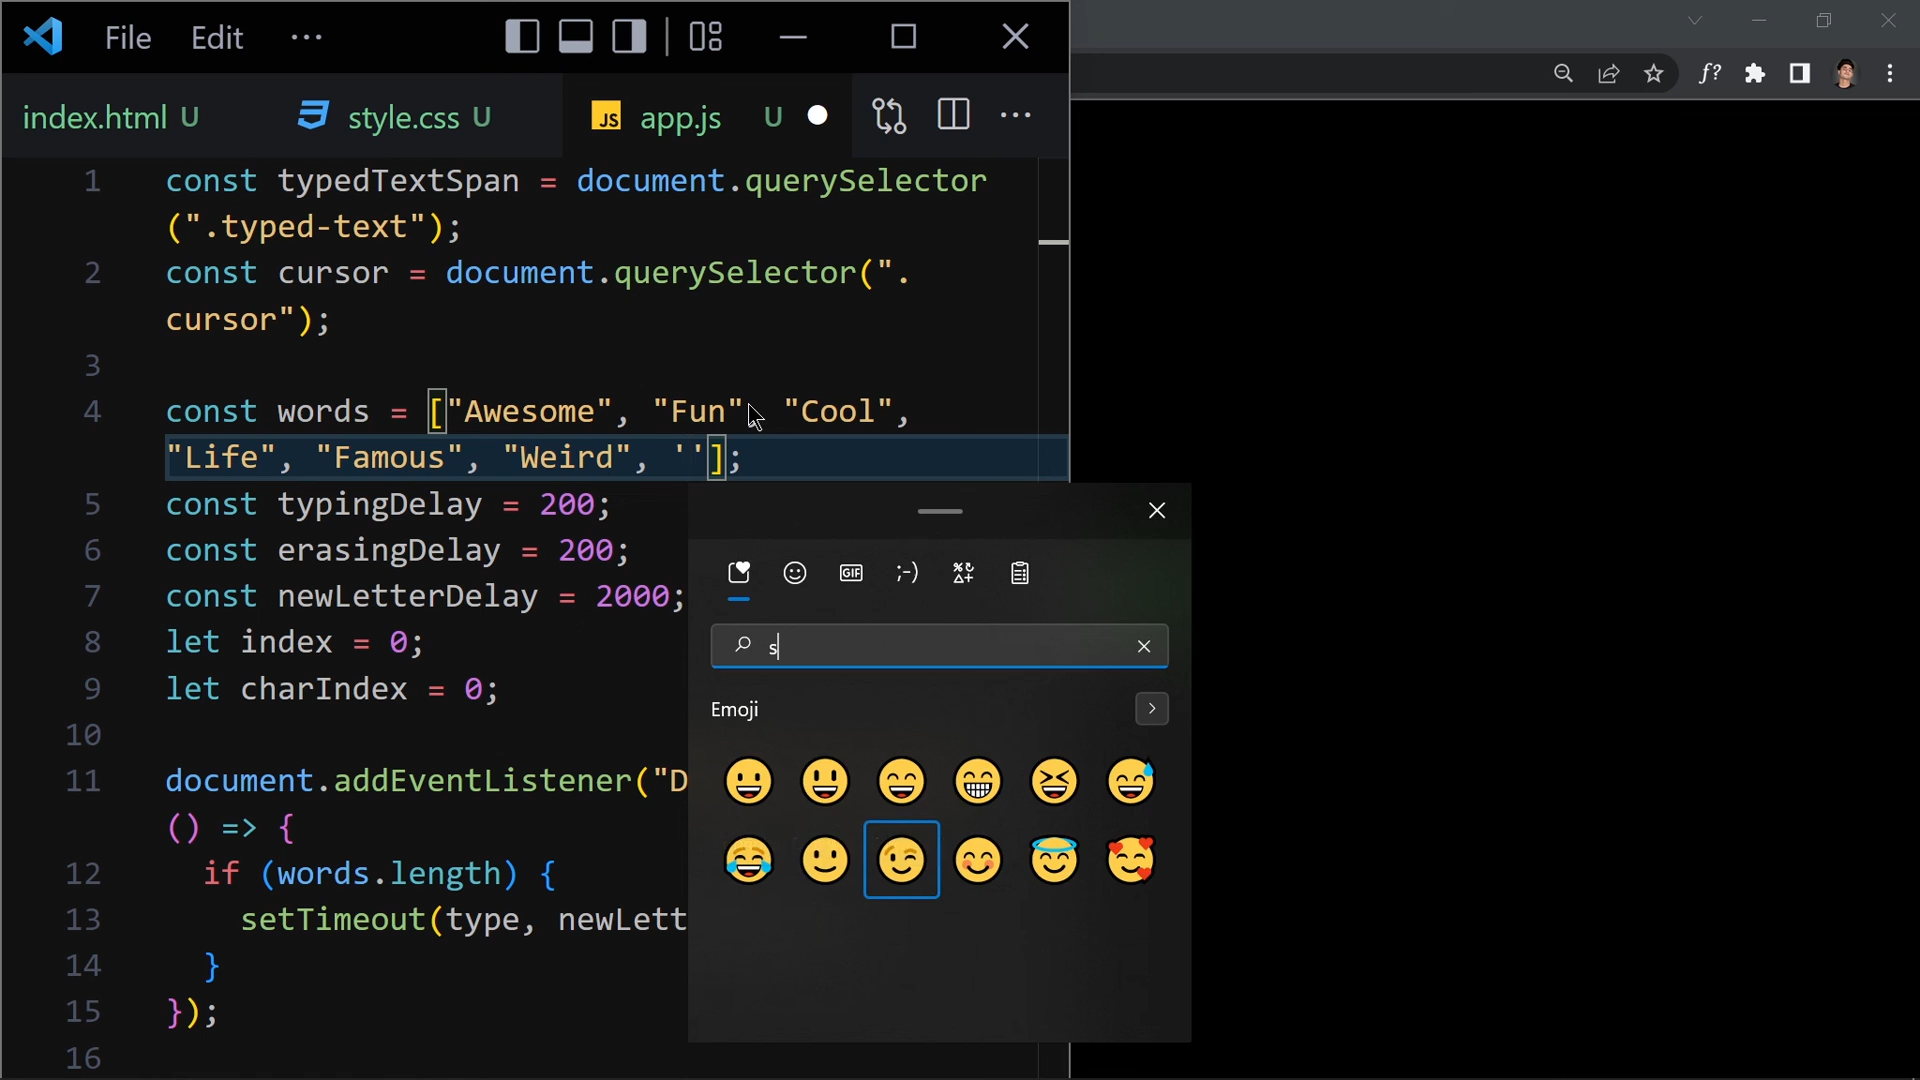 File Edit ...
index.html U style.css U JS app.js U
f?
1 const typedTextSpan = document.querySelector
(".typed-text");
2 const cursor = document.querySelector(".
cursor");
3
4 const words = ["Awesome", "Fun", "Cool",
"Life", "Famous", "Weird", ''];
5 const typingDelay = 200;
6 const erasingDelay = 200;
7 const newLetterDelay = 2000;
8 let index = 0;
9 let charIndex = 0;
10
11 document.addEventListener("D
() => {
12 if (words.length) {
13 setTimeout(type, newLett
14 }
15 });
16
GIF ;-)
s
Emoji